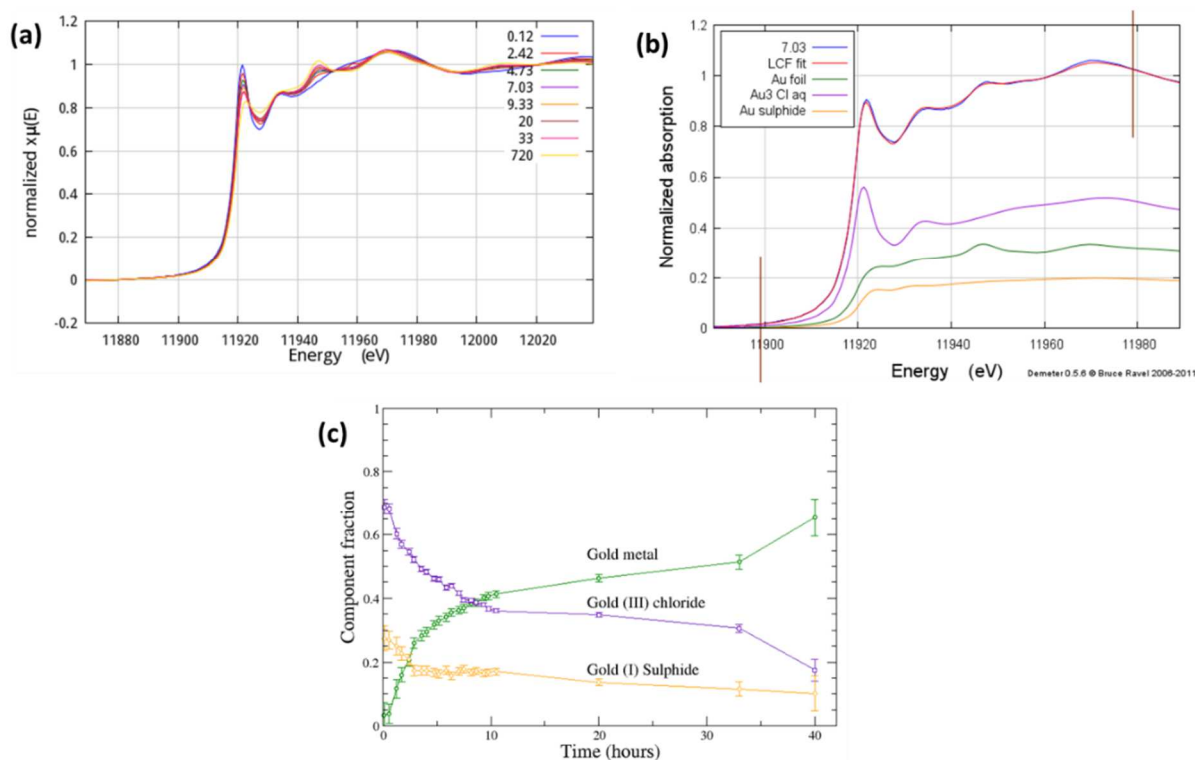 (a)
normalized xμ(E)
1.2
1
0.8
0.6
0.4
0.2
0
-0.2
0.12
2.42
4.73
7.03
9.33
20
33
720
11880 11900 11920 11940 11960 11980 12000 12020
Energy (eV)
(b)
Normalized absorption
1.2
1.0
0.8
0.6
0.4
0.2
0
7.03
LCF fit
Au foil
Au3 Cl aq
Au sulphide
11900 11920 11940 11960 11980
Energy (eV)
Demeter 0.5.6 © Bruce Ravel 2006-2011
(c)
Component fraction
1
0.8
0.6
0.4
0.2
0
Gold metal
Gold (III) chloride
Gold (I) Sulphide
0 10 20 30 40
Time (hours)